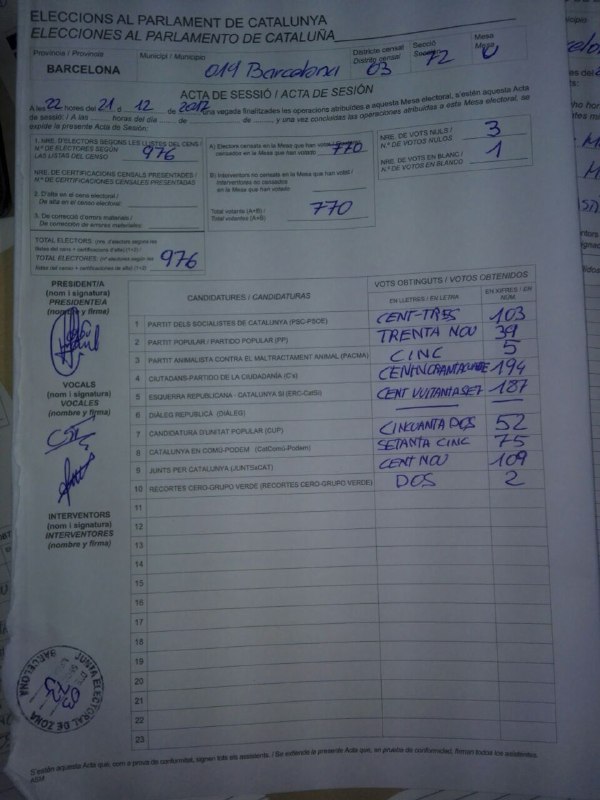 ELECCIONS AL PARLAMENT DE CATALUNYA
ELECCIONES AL PARLAMENTO DE CATALUÑA
Província / Provincia
BARCELONA
Municipi / Municipio
019 Barcelona
Districte censal
Distrito censal
03
Secció
Sección
72
Mesa
Mesa
0
ACTA DE SESSIÓ / ACTA DE SESIÓN
A les 22 hores del 21 d 12 de 2017 una vegada finalitzades les operacions atribuïdes a aquesta Mesa electoral, s'estén aquesta Acta
de sessió: / A las ........ horas del día ........ de ........ de ........, y una vez concluidas las operaciones atribuidas a esta Mesa electoral, se
expide la presente Acta de Sesión:
1. NRE. D'ELECTORS SEGONS LES LLISTES DEL CENS /
N.º DE ELECTORES SEGÚN
LAS LISTAS DEL CENSO
976
NRE. DE CERTIFICACIONS CENSALS PRESENTADES /
N.º DE CERTIFICACIONES CENSALES PRESENTADAS
2. D'alta en el cens electoral /
De alta en el censo electoral:
3. De correcció d'errors materials /
De corrección de errores materiales:
TOTAL ELECTORS: (nre. d'electors segons les
llistes del cens + certificacions d'alta) (1+2) /
TOTAL ELECTORES: (nº electores según las
listas del censo + certificaciones de alta) (1+2)
976
A) Electors censats en la Mesa que han votat / Electores
censados en la Mesa que han votado
770
B) Interventors no censats en la Mesa que han votat /
Interventores no censados
en la Mesa que han votado
Total votants (A+B) /
Total votantes (A+B)
770
NRE. DE VOTS NULS /
N.º DE VOTOS NULOS
3
NRE. DE VOTS EN BLANC /
N.º DE VOTOS EN BLANCO
1
PRESIDENT/A
(nom i signatura)
PRESIDENTE/A
(nombre y firma)
VOCALS
(nom i signatura)
VOCALES
(nombre y firma)
INTERVENTORS
(nom i signatura)
INTERVENTORES
(nombre y firma)
CANDIDATURES / CANDIDATURAS
VOTS OBTINGUTS / VOTOS OBTENIDOS
EN LLETRES / EN LETRA
EN XIFRES / EN
NÚM.
1 PARTIT DELS SOCIALISTES DE CATALUNYA (PSC-PSOE) CENT-TRES 103
2 PARTIT POPULAR / PARTIDO POPULAR (PP) TRENTA NOU 39
3 PARTIT ANIMALISTA CONTRA EL MALTRACTAMENT ANIMAL (PACMA) CINC 5
4 CIUTADANS-PARTIDO DE LA CIUDADANÍA (C's) 194
5 ESQUERRA REPUBLICANA - CATALUNYA SÍ (ERC-CatSí) CENT VUITANTA SET 187
6 DIÀLEG REPUBLICÀ (DIÀLEG)
7 CANDIDATURA D'UNITAT POPULAR (CUP) CINCUANTA DOS 52
8 CATALUNYA EN COMÚ-PODEM (CatComú-Podem) SETANTA CINC 75
9 JUNTS PER CATALUNYA (JUNTSxCAT) CENT NOU 109
10 RECORTES CERO-GRUPO VERDE (RECORTES CERO-GRUPO VERDE) DOS 2
11
12
13
14
15
16
17
18
19
20
21
22
23
JUNTA ELECTORAL DE ZONA
BARCELONA
S'estén aquesta Acta que, com a prova de conformitat, signen tots els assistents. / Se extiende la presente Acta que, en prueba de conformidad, firman todos los asistentes.